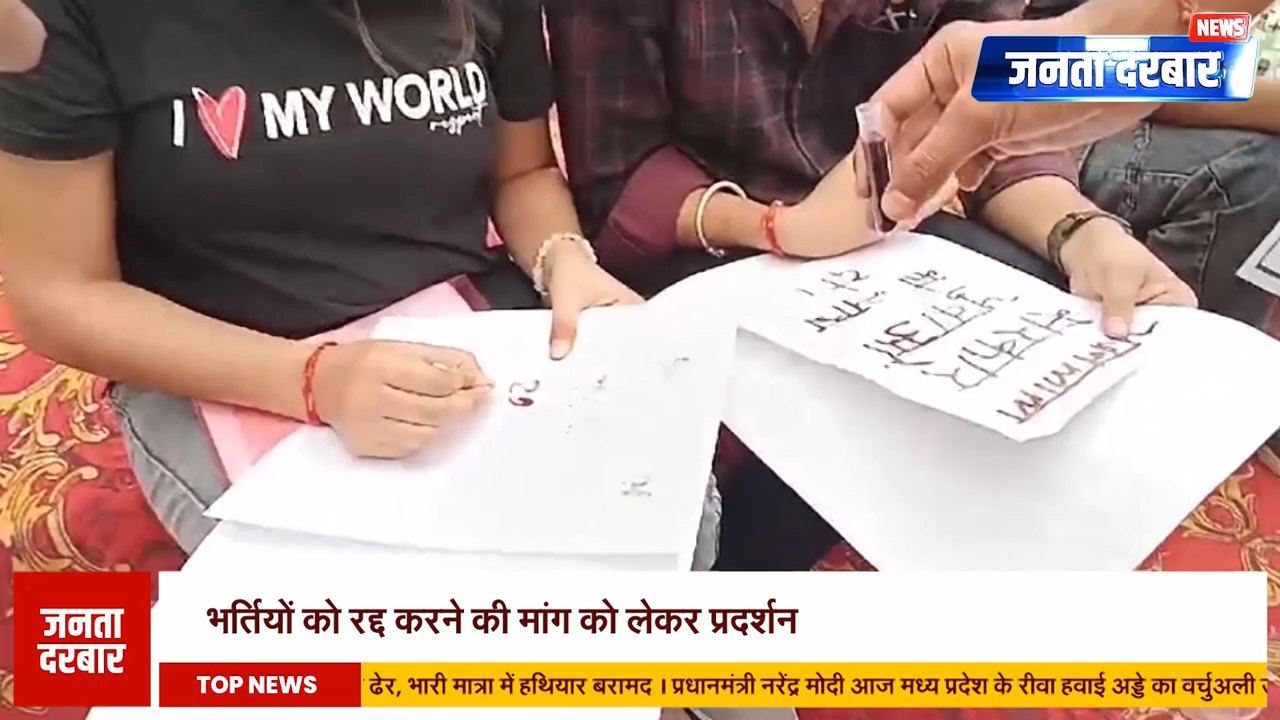 NEWS
जनता दरबार
I MY WORLD
respect
भर्तियों को रद्द करने की मांग को लेकर प्रदर्शन
जनता
दरबार
TOP NEWS
ढेर, भारी मात्रा में हथियार बरामद । प्रधानमंत्री नरेंद्र मोदी आज मध्य प्रदेश के रीवा हवाई अड्डे का वर्चुअली